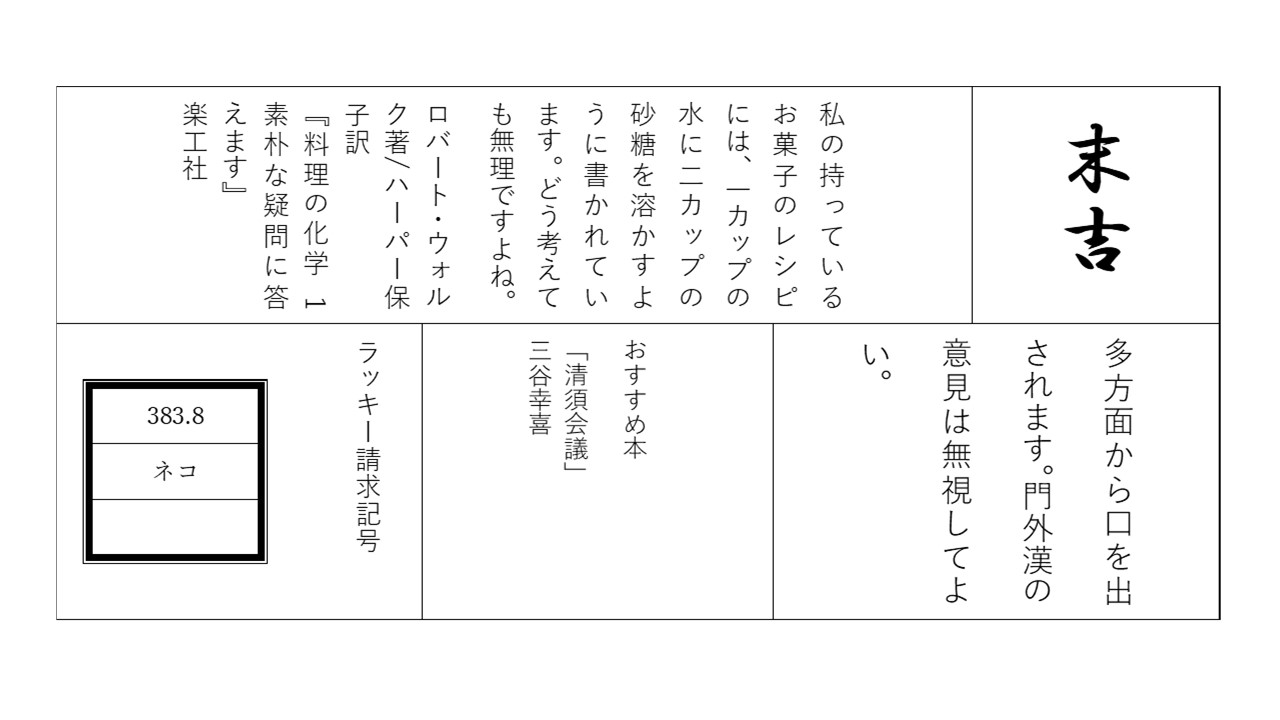 末吉
私の持っている
お菓子のレシピ
には、一カップの
水に二カップの
砂糖を溶かすよ
うに書かれてい
ます。どう考えて
も無理ですよね。
ロバート・ウォル
ク著/ハーパー保
子訳
『料理の化学 1
素朴な疑問に答
えます』
楽工社
多方面から口を出
されます。門外漢の
意見は無視してよ
い。
おすすめ本
「清須会議」
三谷幸喜
ラッキー請求記号
383.8
ネコ